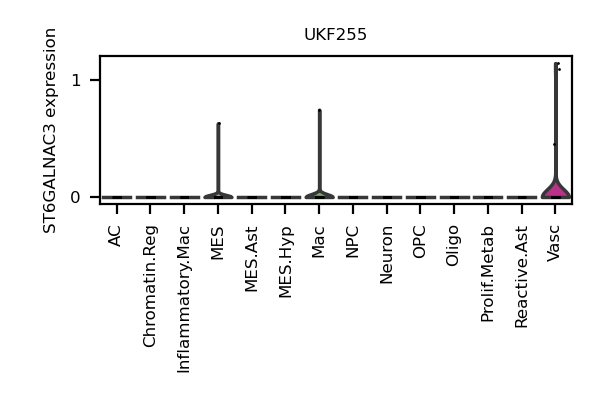 UKF255
ST6GALNAC3 expression
1
0
AC
Chromatin.Reg
Inflammatory.Mac
MES
MES.Ast
MES.Hyp
Mac
NPC
Neuron
OPC
Oligo
Prolif.Metab
Reactive.Ast
Vasc